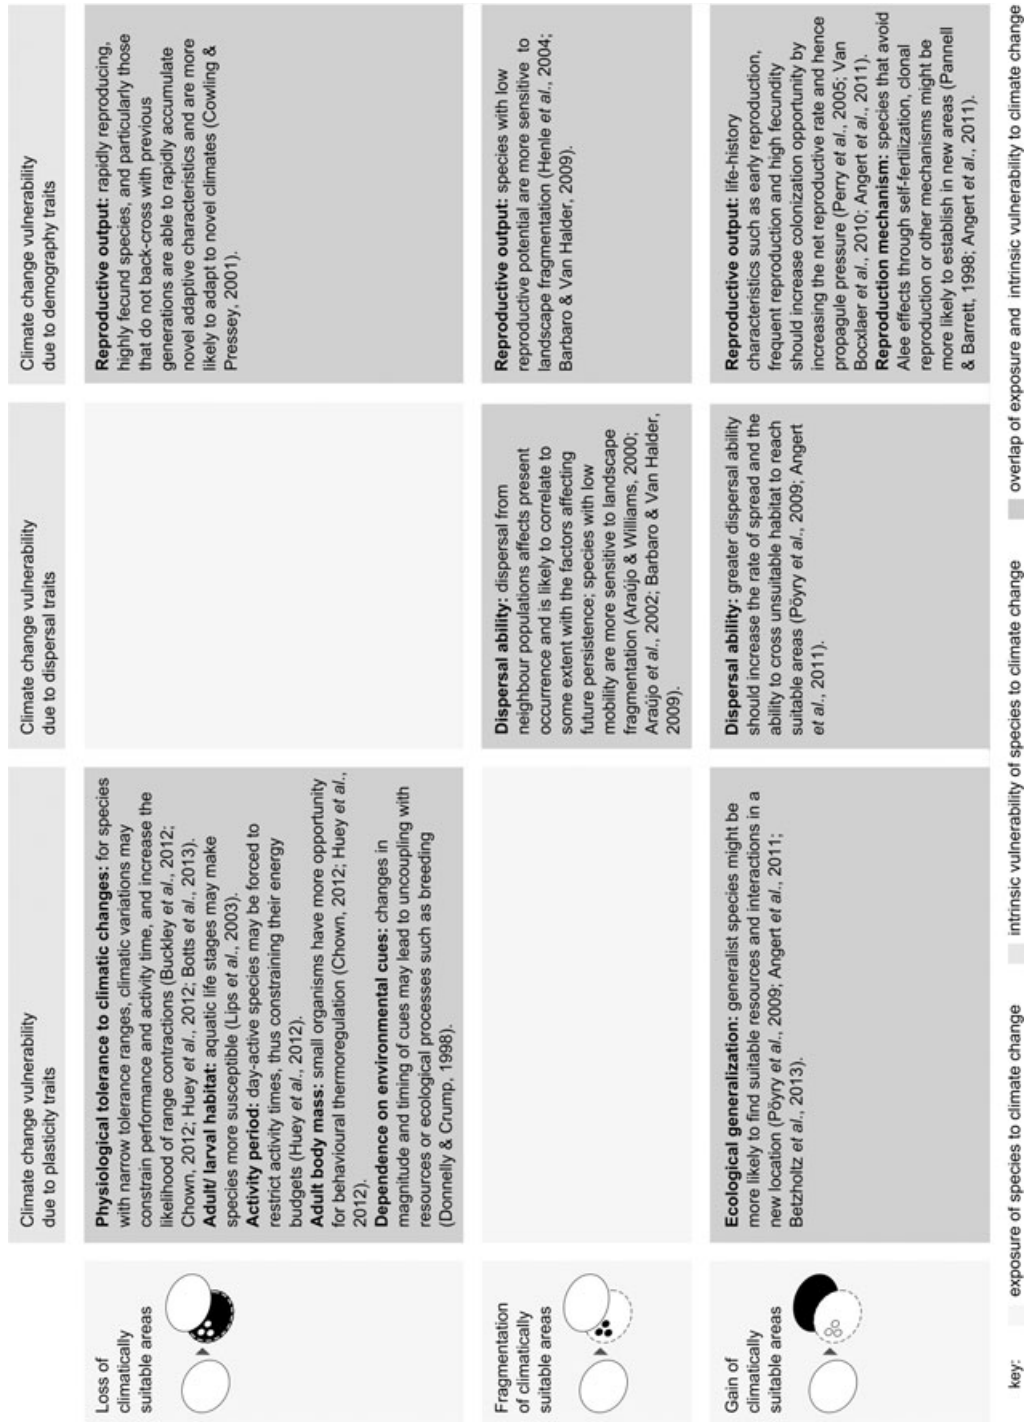 Climate change vulnerability
due to plasticity traits
Climate change vulnerability
due to dispersal traits
Climate change vulnerability
due to demography traits
Loss of
climatically
suitable areas
Physiological tolerance to climatic changes: for species
with narrow tolerance ranges, climatic variations may
constrain performance and activity time, and increase the
likelihood of range contractions (Buckley et al., 2012;
Chown, 2012; Huey et al., 2012; Botts et al., 2013).
Adult/ larval habitat: aquatic life stages may make
species more susceptible (Lips et al., 2003).
Activity period: day-active species may be forced to
restrict activity times, thus constraining their energy
budgets (Huey et al., 2012).
Adult body mass: small organisms have more opportunity
for behavioural thermoregulation (Chown, 2012; Huey et al.,
2012).
Dependence on environmental cues: changes in
magnitude and timing of cues may lead to uncoupling with
resources or ecological processes such as breeding
(Donnelly & Crump, 1998).
Reproductive output: rapidly reproducing,
highly fecund species, and particularly those
that do not back-cross with previous
generations are able to rapidly accumulate
novel adaptive characteristics and are more
likely to adapt to novel climates (Cowling &
Pressey, 2001).
Fragmentation
of climatically
suitable areas
Dispersal ability: dispersal from
neighbour populations affects present
occurrence and is likely to correlate to
some extent with the factors affecting
future persistence; species with low
mobility are more sensitive to landscape
fragmentation (Araújo & Williams, 2000;
Araújo et al., 2002; Barbaro & Van Halder,
2009).
Reproductive output: species with low
reproductive potential are more sensitive to
landscape fragmentation (Henle et al., 2004;
Barbaro & Van Halder, 2009).
Gain of
climatically
suitable areas
Ecological generalization: generalist species might be
more likely to find suitable resources and interactions in a
new location (Pöyry et al., 2009; Angert et al., 2011;
Betzholtz et al., 2013).
Dispersal ability: greater dispersal ability
should increase the rate of spread and the
ability to cross unsuitable habitat to reach
suitable areas (Pöyry et al., 2009; Angert
et al., 2011).
Reproductive output: life-history
characteristics such as early reproduction,
frequent reproduction and high fecundity
should increase colonization opportunity by
increasing the net reproductive rate and hence
propagule pressure (Perry et al., 2005; Van
Bocxlaer et al., 2010; Angert et al., 2011).
Reproduction mechanism: species that avoid
Alee effects through self-fertilization, clonal
reproduction or other mechanisms might be
more likely to establish in new areas (Pannell
& Barrett, 1998; Angert et al., 2011).
key: exposure of species to climate change intrinsic vulnerability of species to climate change overlap of exposure and intrinsic vulnerability to climate change